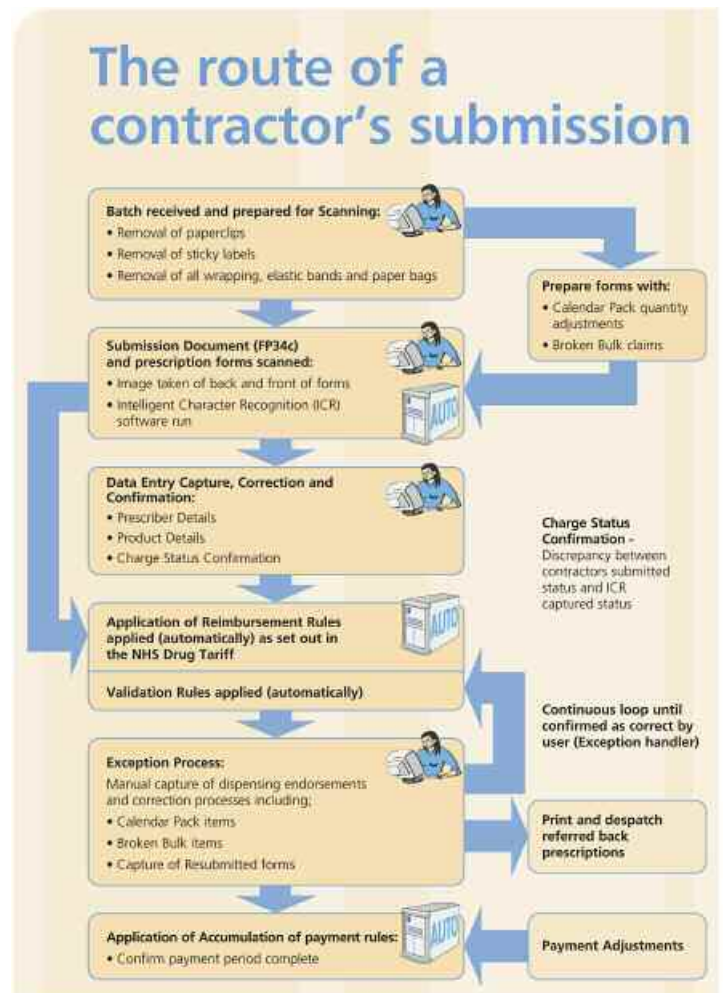 The route of a
contractor's submission
Batch received and prepared for Scanning:
• Removal of paperclips
• Removal of sticky labels
• Removal of all wrapping, elastic bands and paper bags
Prepare forms with:
• Calendar Pack quantity
adjustments
• Broken Bulk claims
Submission Document (FP34c)
and prescription forms scanned:
• Image taken of back and front of forms
• Intelligent Character Recognition (ICR)
software run
AUTO
Data Entry Capture, Correction and
Confirmation:
• Prescriber Details
• Product Details
• Charge Status Confirmation
Charge Status
Confirmation -
Discrepancy between
contractors submitted
status and ICR
captured status
Application of Reimbursement Rules
applied (automatically) as set out in
the NHS Drug Tariff
AUTO
Validation Rules applied (automatically)
Continuous loop until
confirmed as correct by
user (Exception handler)
Exception Process:
Manual capture of dispensing endorsements
and correction processes including;
• Calendar Pack items
• Broken Bulk items
• Capture of Resubmitted forms
Print and despatch
referred back
prescriptions
Application of Accumulation of payment rules:
• Confirm payment period complete
AUTO
Payment Adjustments